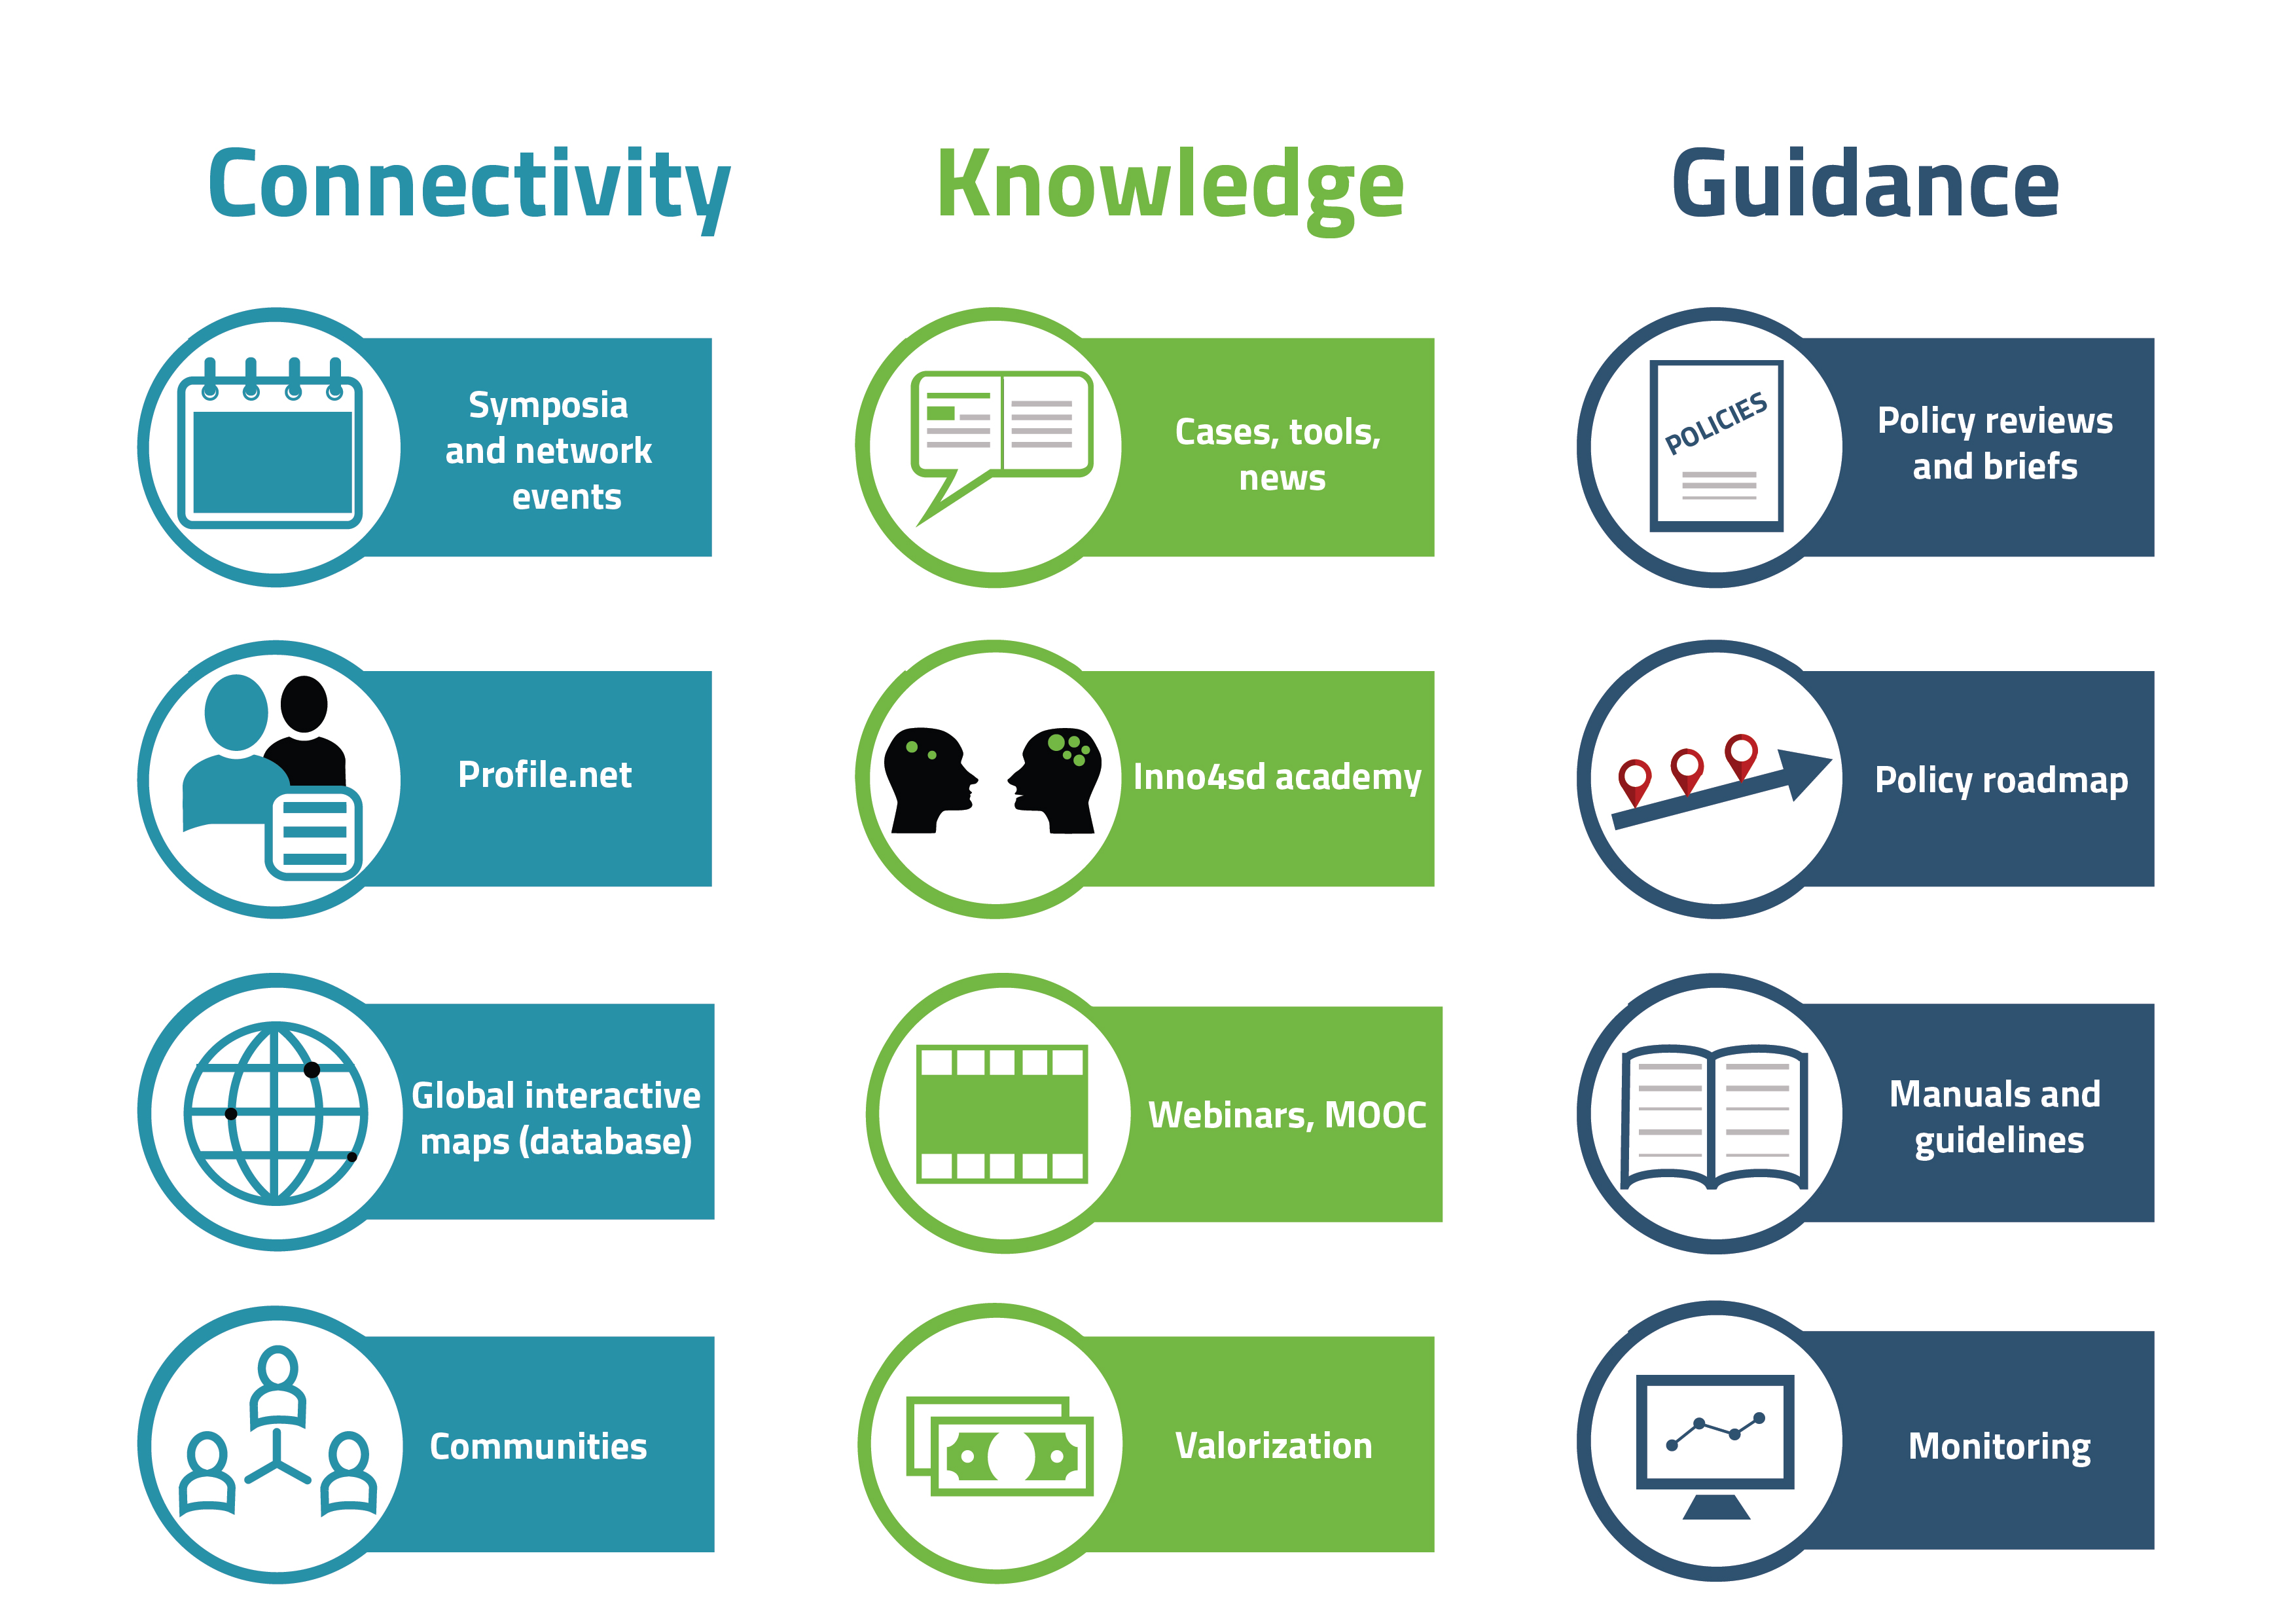 Connectivity
Symposia
and network
events
Profile.net
Global interactive
maps (database)
Communities
Knowledge
Cases, tools,
news
Inno4sd academy
Webinars, MOOC
Valorization
Guidance
POLICIES
Policy reviews
and briefs
Policy roadmap
Manuals and
guidelines
Monitoring